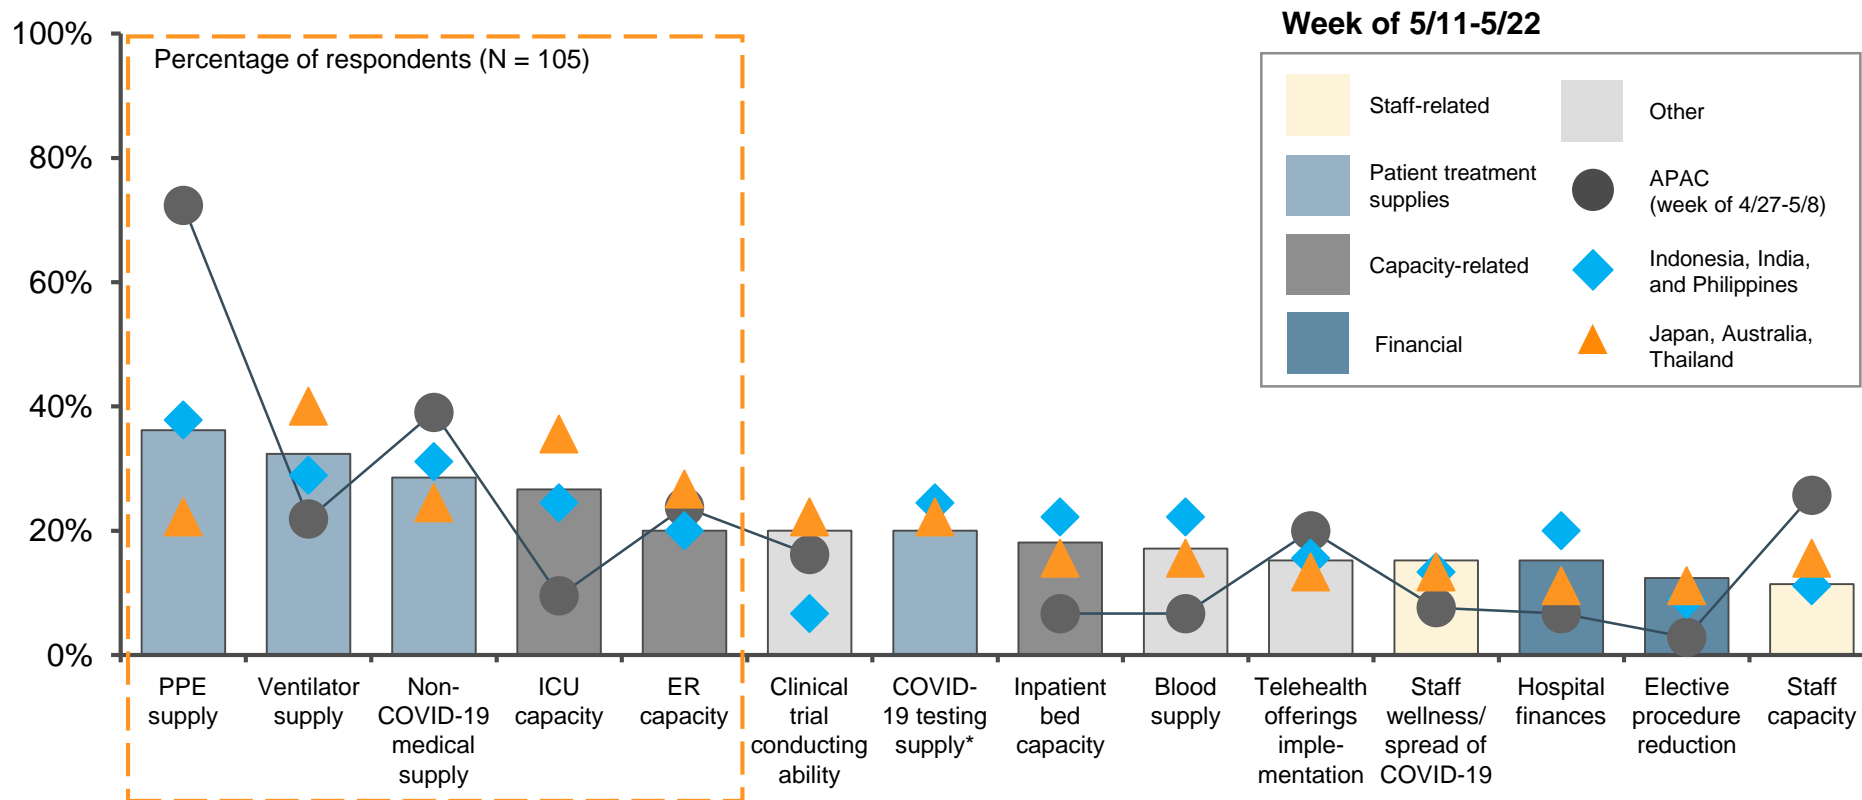 Week of 5/11-5/22
100%
80%
60%
40%
20%
0%
Percentage of respondents (N = 105)
Staff-related
Patient treatment
supplies
Capacity-related
Financial
Other
APAC
(week of 4/27-5/8)
Indonesia, India,
and Philippines
Japan, Australia,
Thailand
PPE
supply
Ventilator
supply
Non-
COVID-19
medical
supply
ICU
capacity
ER
capacity
Clinical
trial
conducting
ability
COVID-
19 testing
supply*
Inpatient
bed
capacity
Blood
supply
Telehealth
offerings
imple-
mentation
Staff
wellness/
spread of
COVID-19
Hospital
finances
Elective
procedure
reduction
Staff
capacity